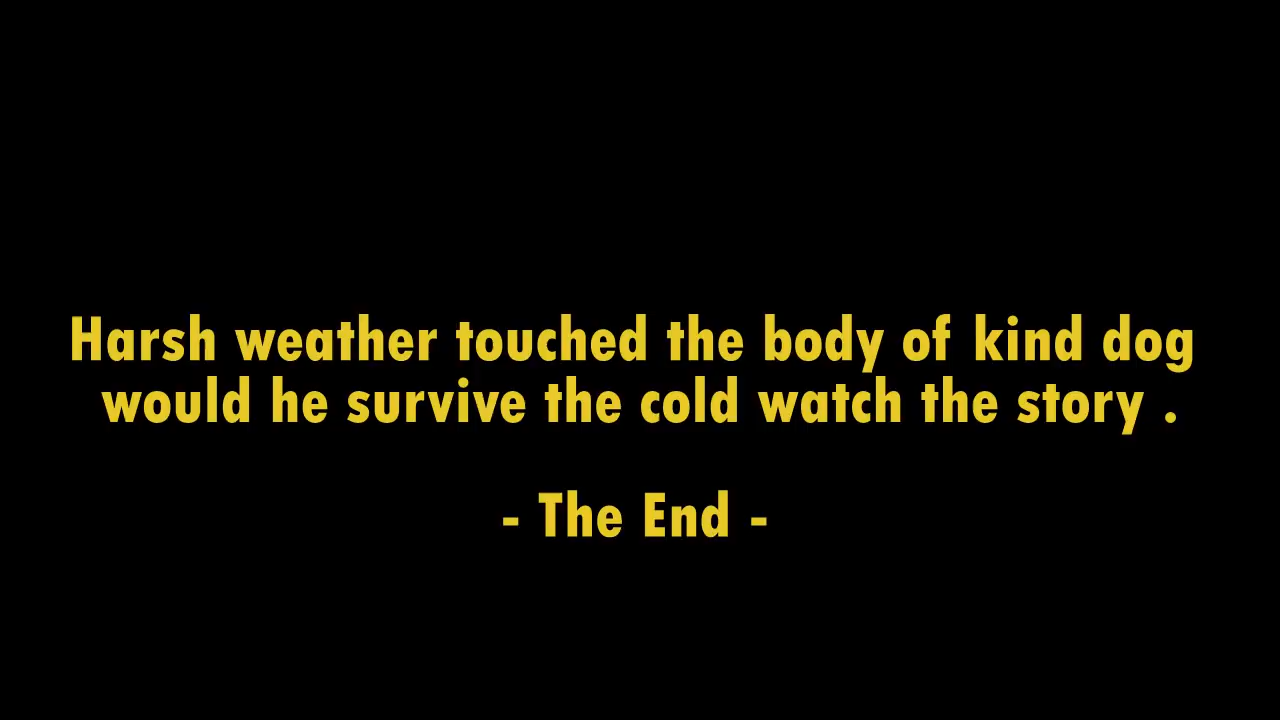 Harsh weather touched the body of kind dog
would he survive the cold watch the story .
- The End -